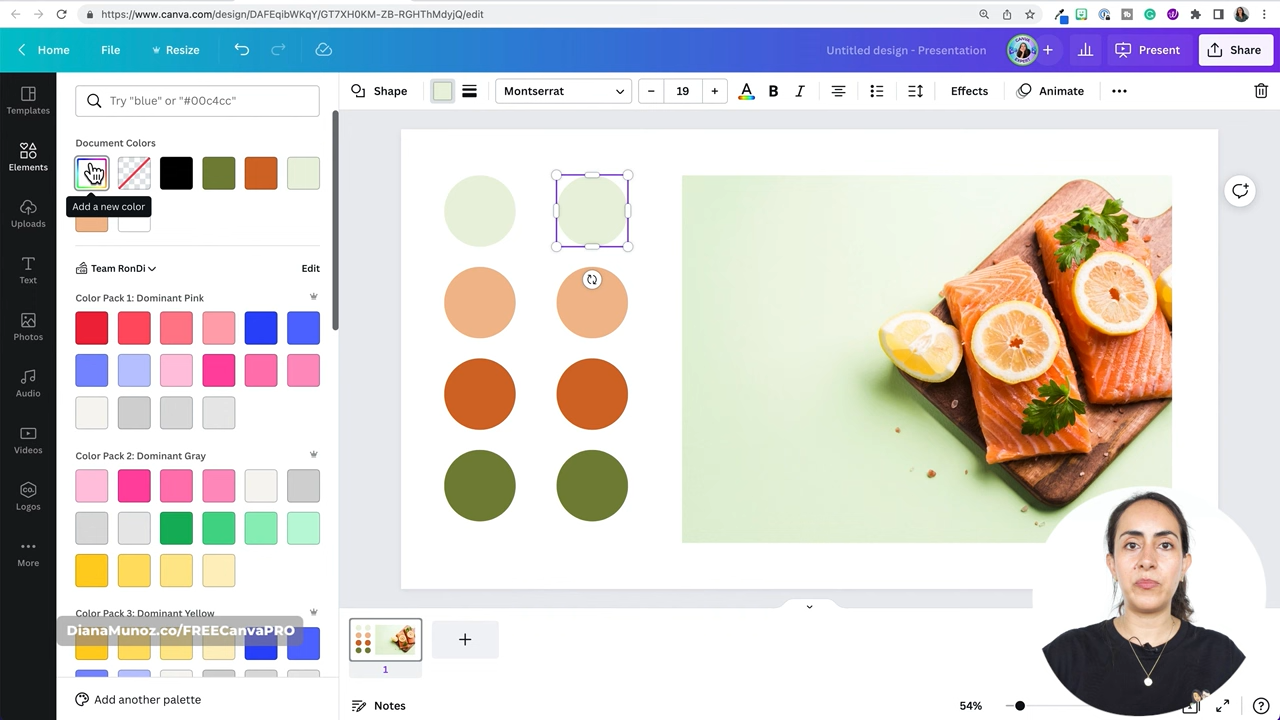 https://www.canva.com/design/DAFEqibWKqY/GT7XH0KM-ZB-RGHThMdyjQ/edit
Home
File
Resize
Untitled design - Presentation
CANVA EXPERT
Present
Share
Templates
Elements
Uploads
Text
Photos
Audio
Videos
CO.
Logos
More
Try "blue" or "#00c4cc"
Document Colors
Add a new color
Team RonDi
Edit
Color Pack 1: Dominant Pink
Color Pack 2: Dominant Gray
Color Pack 3: Dominant Yellow
DianaMunoz.co/FREECanvaPRO
Add another palette
Shape
Montserrat
19
A
B
I
Effects
Animate
1
Notes
54%